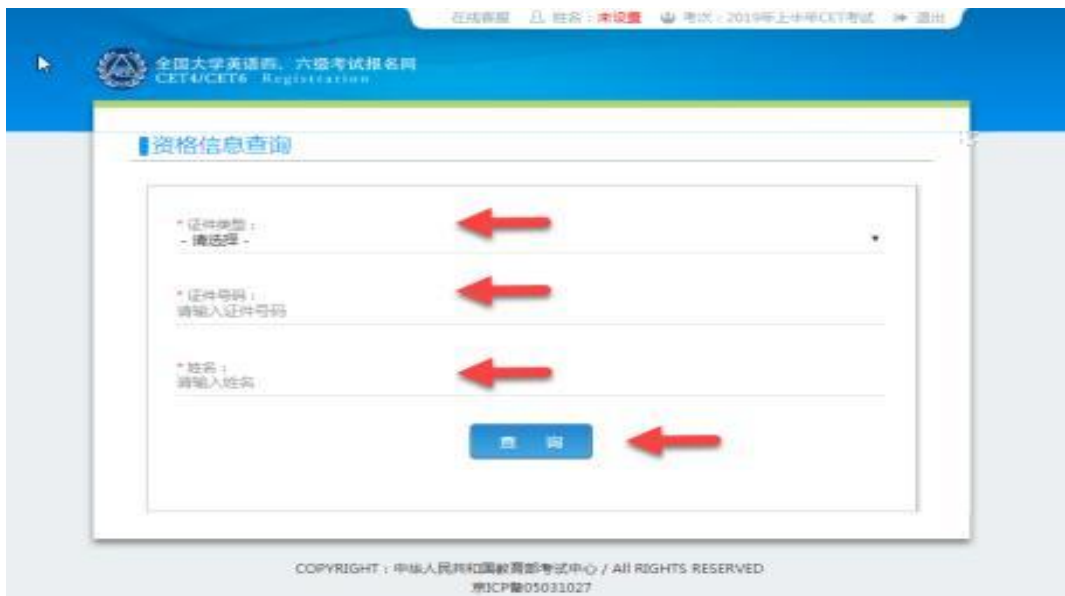 在线客服 姓名：未设置 考次：2019年上半年CET考试 退出
全国大学英语四、六级考试报名网
CET4/CET6 Registration
资格信息查询
* 证件类型：
- 请选择 -
* 证件号码：
请输入证件号码
* 姓名：
请输入姓名
查 询
COPYRIGHT：中华人民共和国教育部考试中心 / All RIGHTS RESERVED
京ICP备05031027